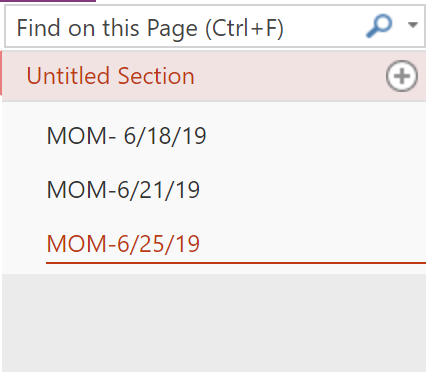 Find on this Page (Ctrl+F)
Untitled Section
MOM- 6/18/19
MOM-6/21/19
MOM-6/25/19